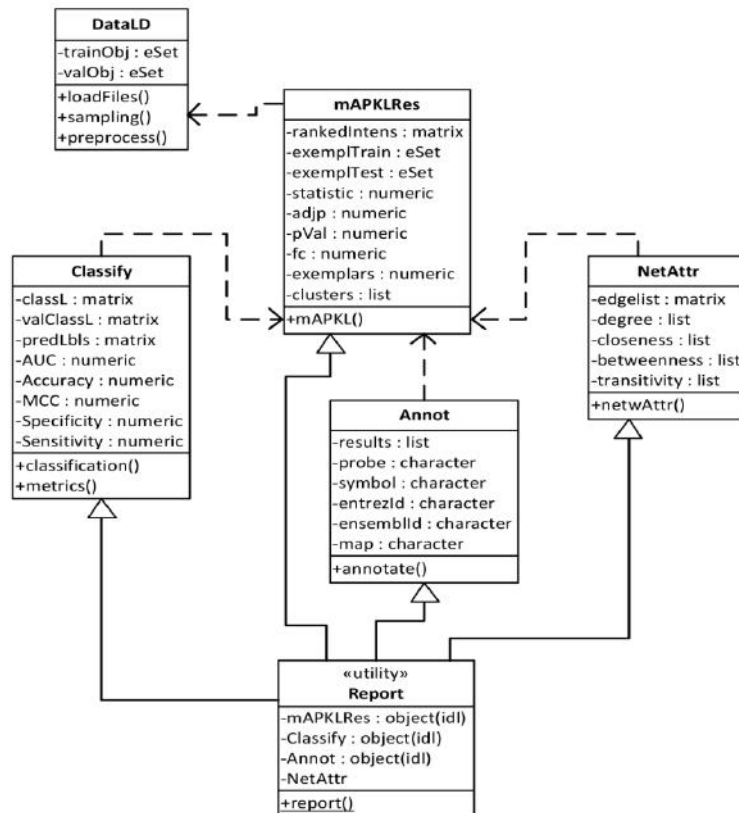 DataLD
-trainObj : eSet
-valObj : eSet
+loadFiles()
+sampling()
+preprocess()
mAPKLRes
-rankedIntens : matrix
-exemplTrain : eSet
-exemplTest : eSet
-statistic : numeric
-adjp : numeric
-pVal : numeric
-fc : numeric
-exemplars : numeric
-clusters : list
+mAPKL()
Classify
-classL : matrix
-valClassL : matrix
-predLbls : matrix
-AUC : numeric
-Accuracy : numeric
-MCC : numeric
-Specificity : numeric
-Sensitivity : numeric
+classification()
+metrics()
NetAttr
-edgelist : matrix
-degree : list
-closeness : list
-betweenness : list
-transitivity : list
+netwAttr()
Annot
-results : list
-probe : character
-symbol : character
-entrezId : character
-ensemblId : character
-map : character
+annotate()
«utility»
Report
-mAPKLRes : object(idl)
-Classify : object(idl)
-Annot : object(idl)
-NetAttr
+report()